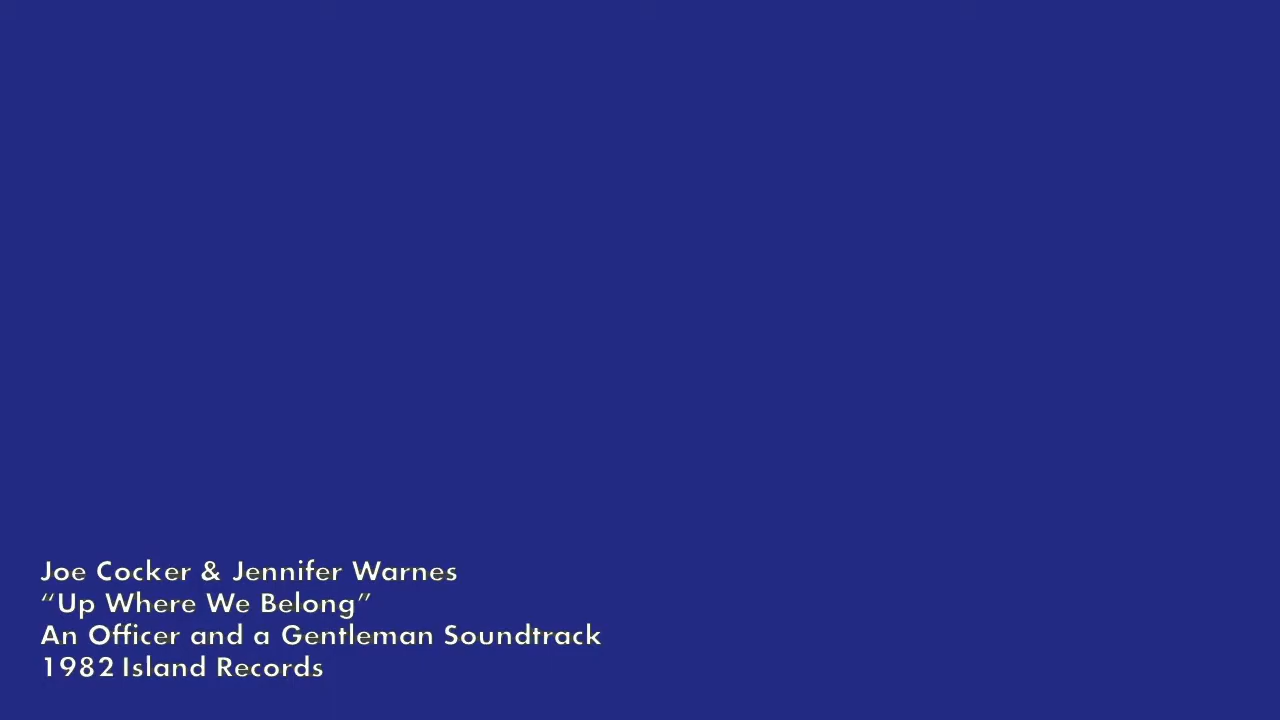 Joe Cocker & Jennifer Warnes
“Up Where We Belong”
An Officer and a Gentleman Soundtrack
1982 Island Records